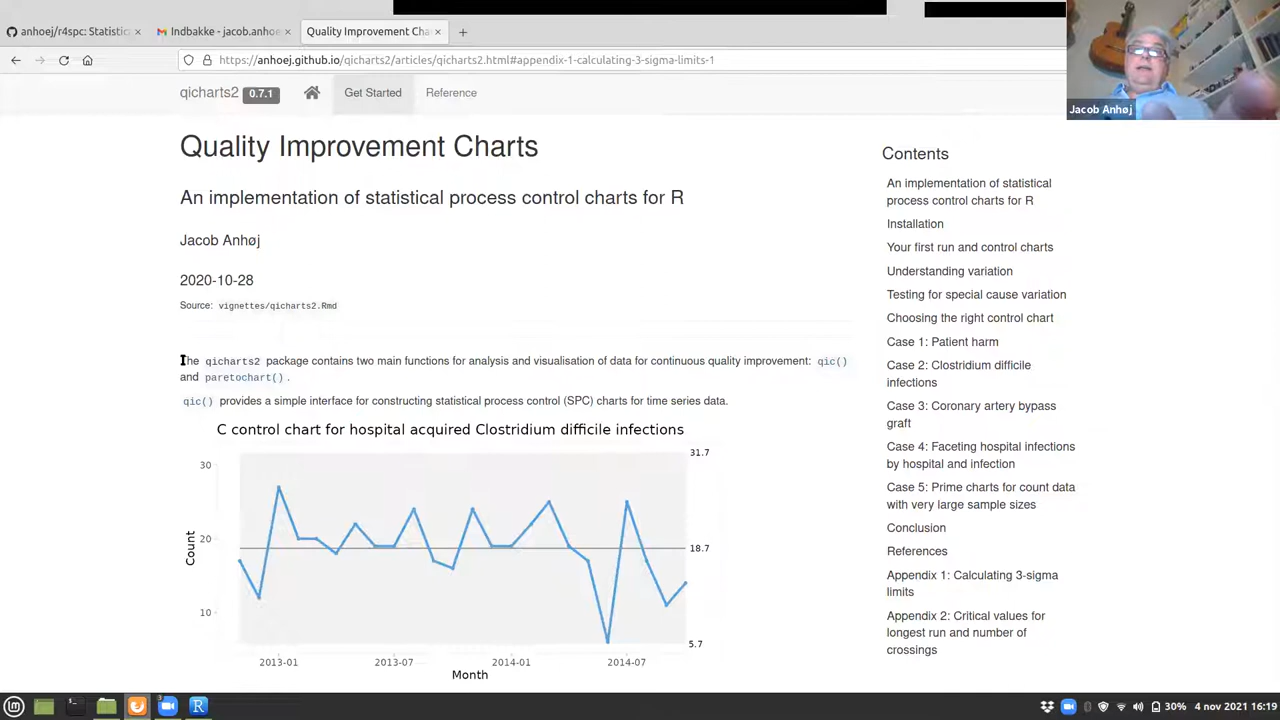 anhoej/r4spc: Statistic
Indbakke - jacob.anhoe
Quality Improvement Cha
https://anhoej.github.io/qicharts2/articles/qicharts2.html#appendix-1-calculating-3-sigma-limits-1
Jacob Anhøj
qicharts2 0.7.1 Get Started Reference
Quality Improvement Charts
An implementation of statistical process control charts for R
Jacob Anhøj
2020-10-28
Source: vignettes/qicharts2.Rmd
The qicharts2 package contains two main functions for analysis and visualisation of data for continuous quality improvement: qic()
and paretochart() .
qic() provides a simple interface for constructing statistical process control (SPC) charts for time series data.
C control chart for hospital acquired Clostridium difficile infections
31.7
30
20
18.7
10
5.7
Count
2013-01 2013-07 2014-01 2014-07
Month
Contents
An implementation of statistical
process control charts for R
Installation
Your first run and control charts
Understanding variation
Testing for special cause variation
Choosing the right control chart
Case 1: Patient harm
Case 2: Clostridium difficile
infections
Case 3: Coronary artery bypass
graft
Case 4: Faceting hospital infections
by hospital and infection
Case 5: Prime charts for count data
with very large sample sizes
Conclusion
References
Appendix 1: Calculating 3-sigma
limits
Appendix 2: Critical values for
longest run and number of
crossings
30% 4 nov 2021 16:19